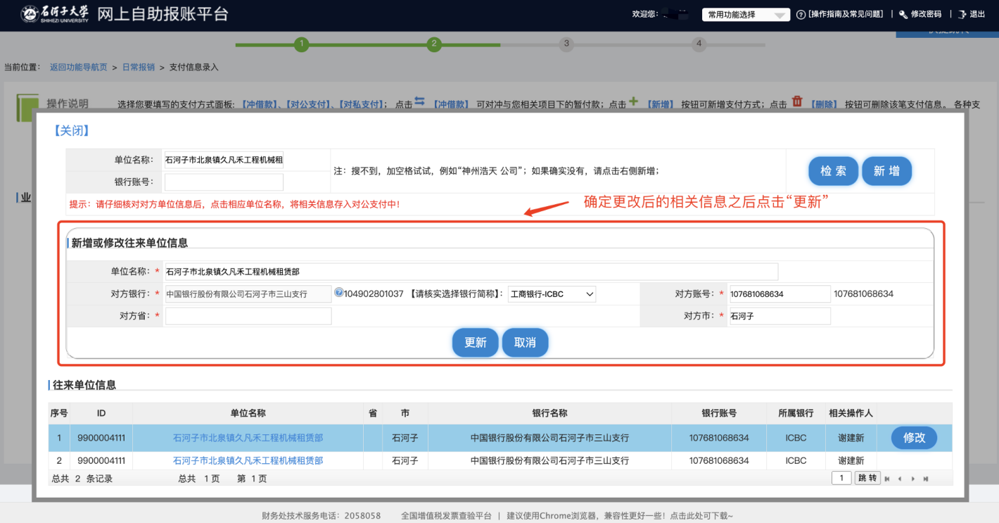 石河子大学 SHIHEZI UNIVERSITY 网上自助报账平台 欢迎您: 常用功能选择 [操作指南及常见问题] | 修改密码 | 退出
1 2 3 4
当前位置: 返回功能导航页 > 日常报销 > 支付信息录入
操作说明 选择您要填写的支付方式面板:【冲借款】、【对公支付】、【对私支付】; 点击 【冲借款】 可对冲与您相关项目下的暂付款; 点击 【新增】 按钮可新增支付方式; 点击 【删除】 按钮可删除该笔支付信息。 各种支
【关闭】
单位名称: 石河子市北泉镇久凡禾工程机械租
注: 搜不到, 加空格试试, 例如“神州浩天 公司”; 如果确实没有, 请点击右侧新增;
检 索 新 增
银行账号:
业
提示: 请仔细核对对方单位信息后, 点击相应单位名称, 将相关信息存入对公支付中!
确定更改后的相关信息之后点击“更新”
新增或修改往来单位信息
单位名称: * 石河子市北泉镇久凡禾工程机械租赁部
对方银行: * 中国银行股份有限公司石河子市三山支行 104902801037 【请核实选择银行简称】: 工商银行-ICBC 对方账号: * 107681068634 107681068634
对方省: * 对方市: * 石河子
更新 取消
往来单位信息
序号 ID 单位名称 省 市 银行名称 银行账号 所属银行 相关操作人
1 9900004111 石河子市北泉镇久凡禾工程机械租赁部 石河子 中国银行股份有限公司石河子市三山支行 107681068634 ICBC 谢建新 修改
2 9900004111 石河子市北泉镇久凡禾工程机械租赁部 石河子 中国银行股份有限公司石河子市三山支行 107681068634 ICBC 谢建新
总共 2 条记录 总共 1 页 第 1 页 1 跳 转
财务处技术服务电话: 2058058 全国增值税发票查验平台 | 建议使用Chrome浏览器, 兼容性更好一些! 点击此处可下载~